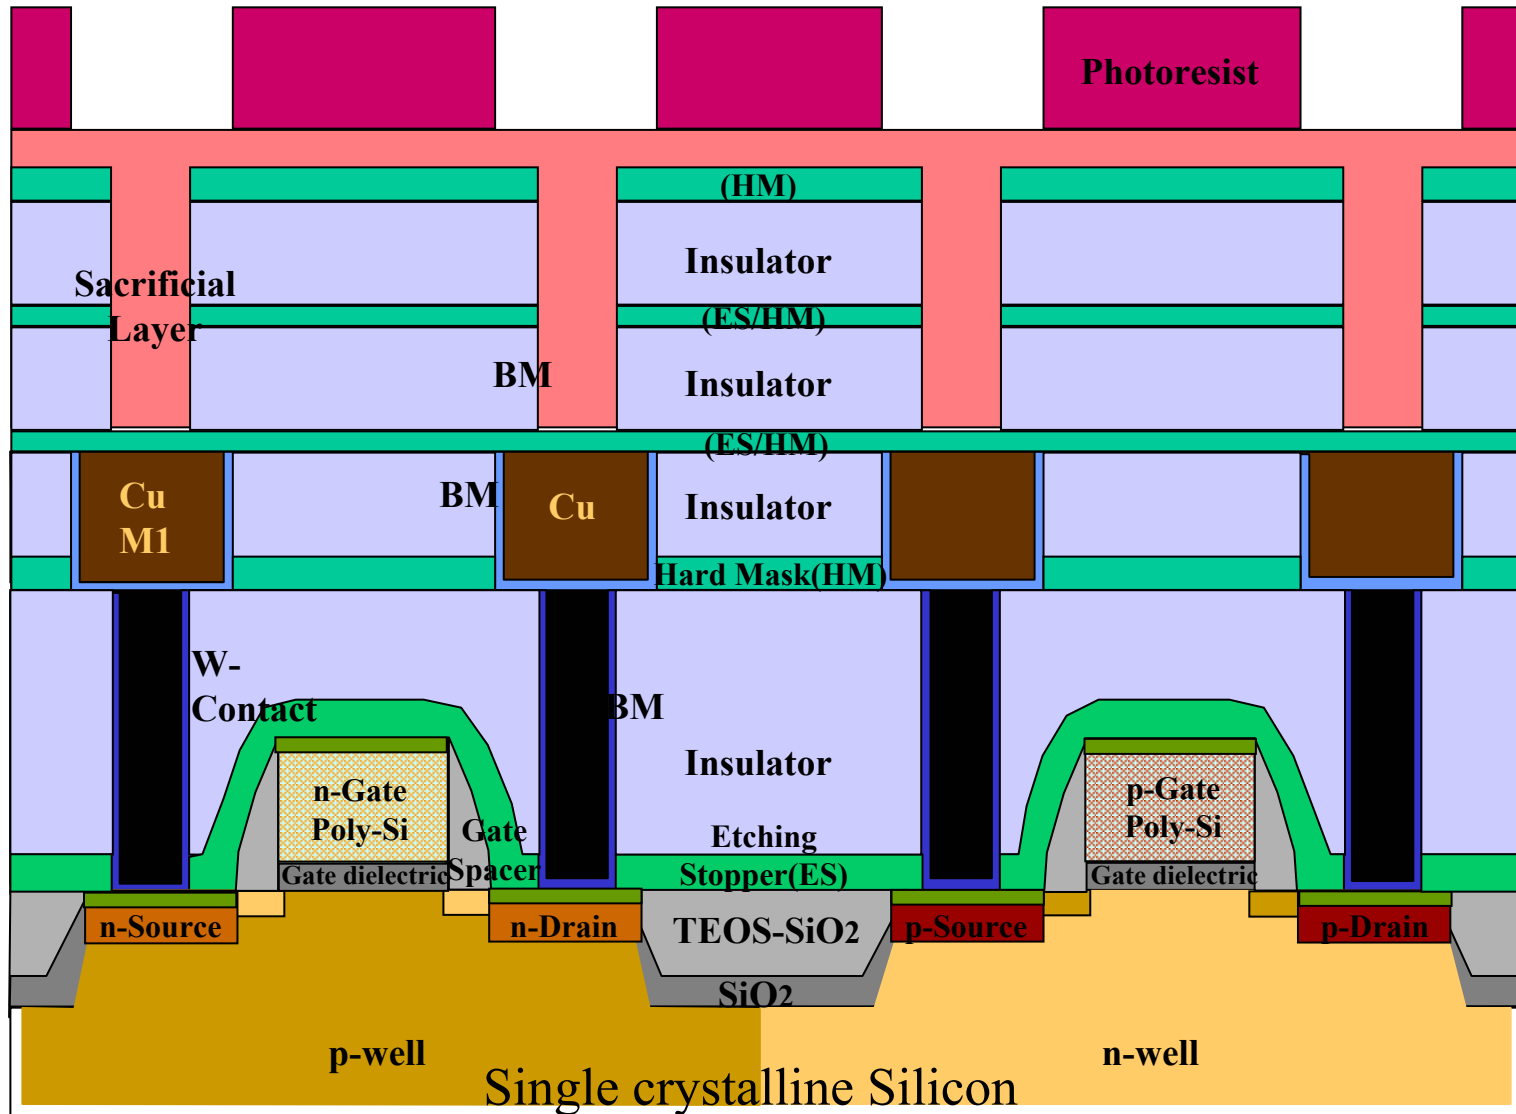 Photoresist
(HM)
Insulator
Sacrificial
Layer
(ES/HM)
BM
Insulator
(ES/HM)
Cu
M1
BM
Cu
Insulator
Hard Mask(HM)
W-
Contact
BM
Insulator
n-Gate
Poly-Si
p-Gate
Poly-Si
Gate
Spacer
Etching
Stopper(ES)
Gate dielectric
Gate dielectric
n-Source
n-Drain
TEOS-SiO2
p-Source
p-Drain
SiO2
p-well
n-well
Single crystalline Silicon